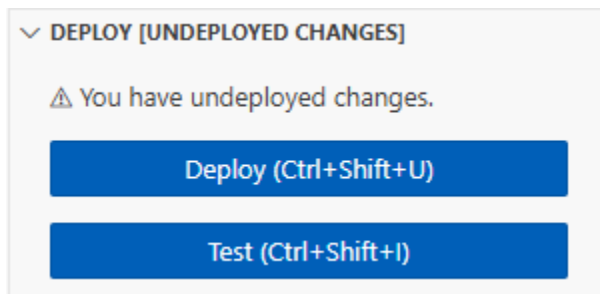 DEPLOY [UNDEPLOYED CHANGES]
⚠ You have undeployed changes.
Deploy (Ctrl+Shift+U)
Test (Ctrl+Shift+I)